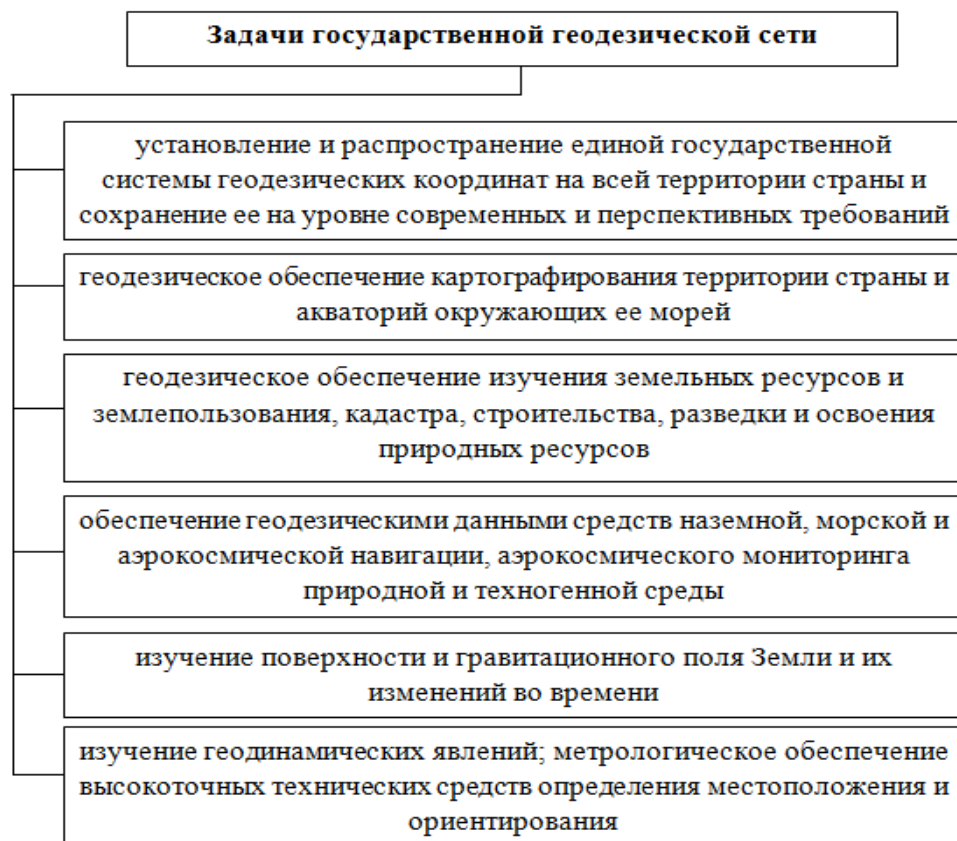 Задачи государственной геодезической сети
установление и распространение единой государственной
системы геодезических координат на всей территории страны и
сохранение ее на уровне современных и перспективных требований
геодезическое обеспечение картографирования территории страны и
акваторий окружающих ее морей
геодезическое обеспечение изучения земельных ресурсов и
землепользования, кадастра, строительства, разведки и освоения
природных ресурсов
обеспечение геодезическими данными средств наземной, морской и
аэрокосмической навигации, аэрокосмического мониторинга
природной и техногенной среды
изучение поверхности и гравитационного поля Земли и их
изменений во времени
изучение геодинамических явлений; метрологическое обеспечение
высокоточных технических средств определения местоположения и
ориентирования